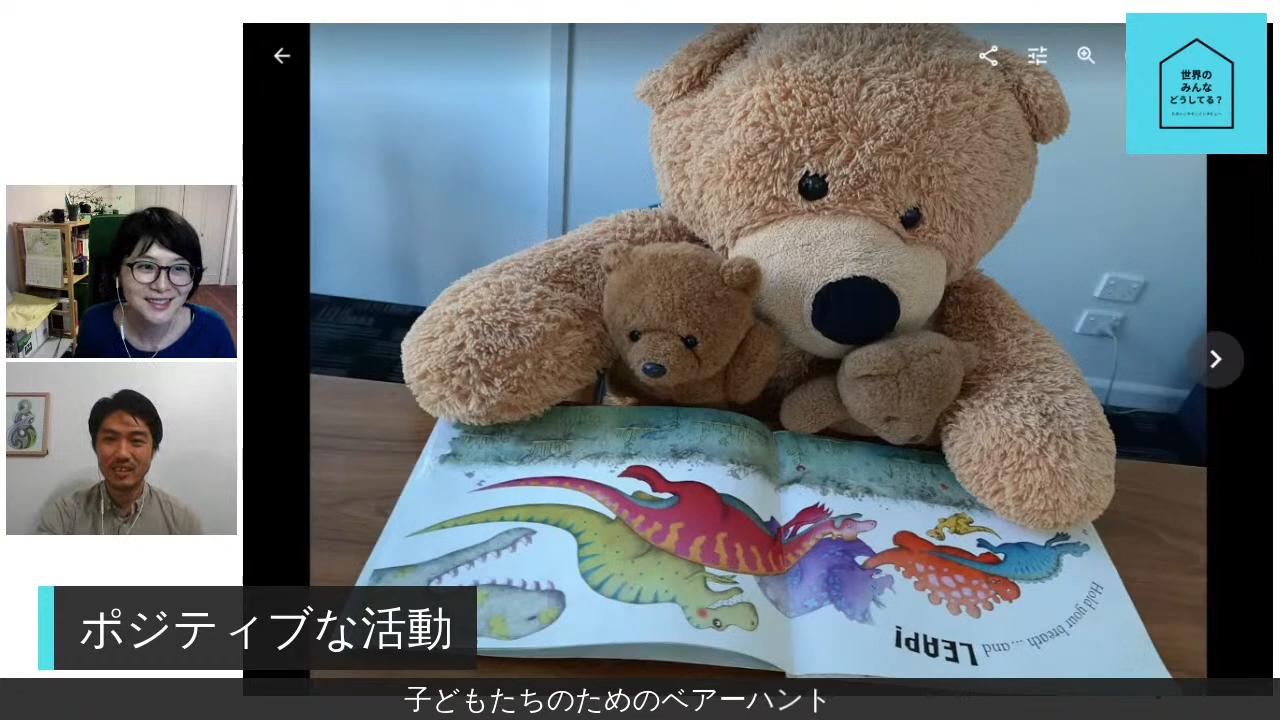 世界の
みんな
どうしてる？
Hold your breath... and
LEAP!
ポジティブな活動
子どもたちのためのベアーハント